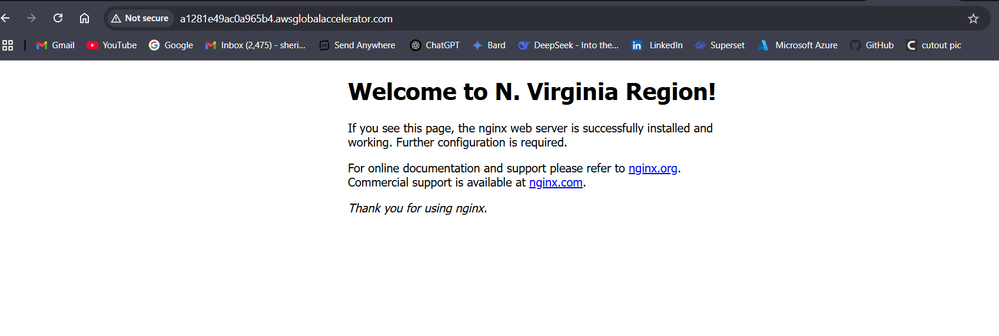 Not secure a1281e49ac0a965b4.awsglobalaccelerator.com
Gmail YouTube Google Inbox (2,475) - sheri... Send Anywhere ChatGPT Bard DeepSeek - Into the... LinkedIn Superset Microsoft Azure GitHub cutout pic
Welcome to N. Virginia Region!
If you see this page, the nginx web server is successfully installed and
working. Further configuration is required.
For online documentation and support please refer to nginx.org.
Commercial support is available at nginx.com.
Thank you for using nginx.